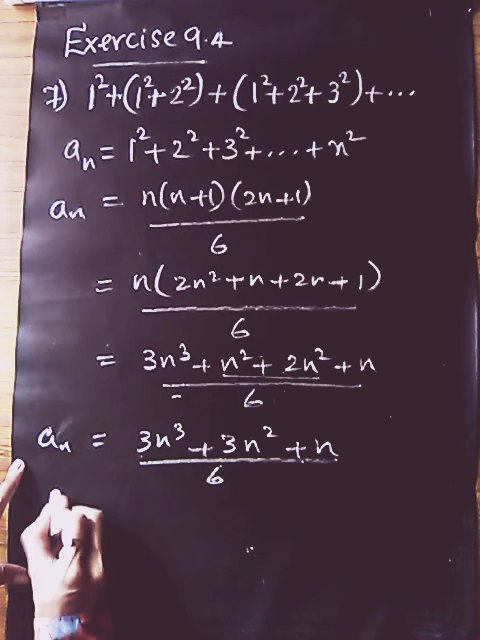 Exercise 9.4
7) 1²+(1²+2²)+(1²+2²+3²)+...
aₙ = 1²+2²+3²+...+n²
aₙ = n(n+1)(2n+1)
6
= n(2n²+n+2n+1)
6
= 3n³+n²+2n²+n
6
aₙ = 3n³+3n²+n
6